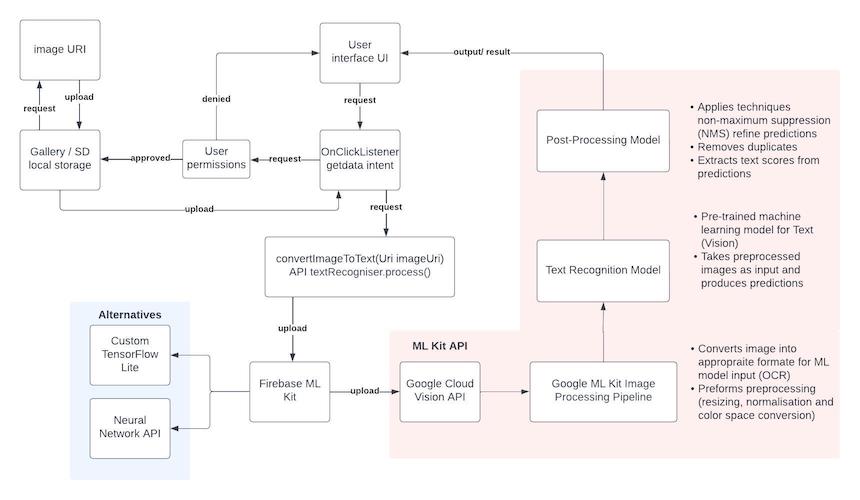 image URI
User
interface UI
output/ result
request
upload
denied
request
Gallery / SD
local storage
approved
User
permissions
request
OnClickListener
getdata intent
upload
request
convertImageToText(Uri imageUri)
API textRecogniser.process()
upload
Alternatives
Custom
TensorFlow
Lite
Neural
Network API
Firebase ML
Kit
upload
ML Kit API
Google Cloud
Vision API
Google ML Kit Image
Processing Pipeline
Text Recognition Model
Post-Processing Model
• Applies techniques
non-maximum suppression
(NMS) refine predictions
• Removes duplicates
• Extracts text scores from
predictions
• Pre-trained machine
learning model for Text
(Vision)
• Takes preprocessed
images as input and
produces predictions
• Converts image into
appropraite formate for ML
model input (OCR)
• Preforms preprocessing
(resizing, normalisation and
color space conversion)